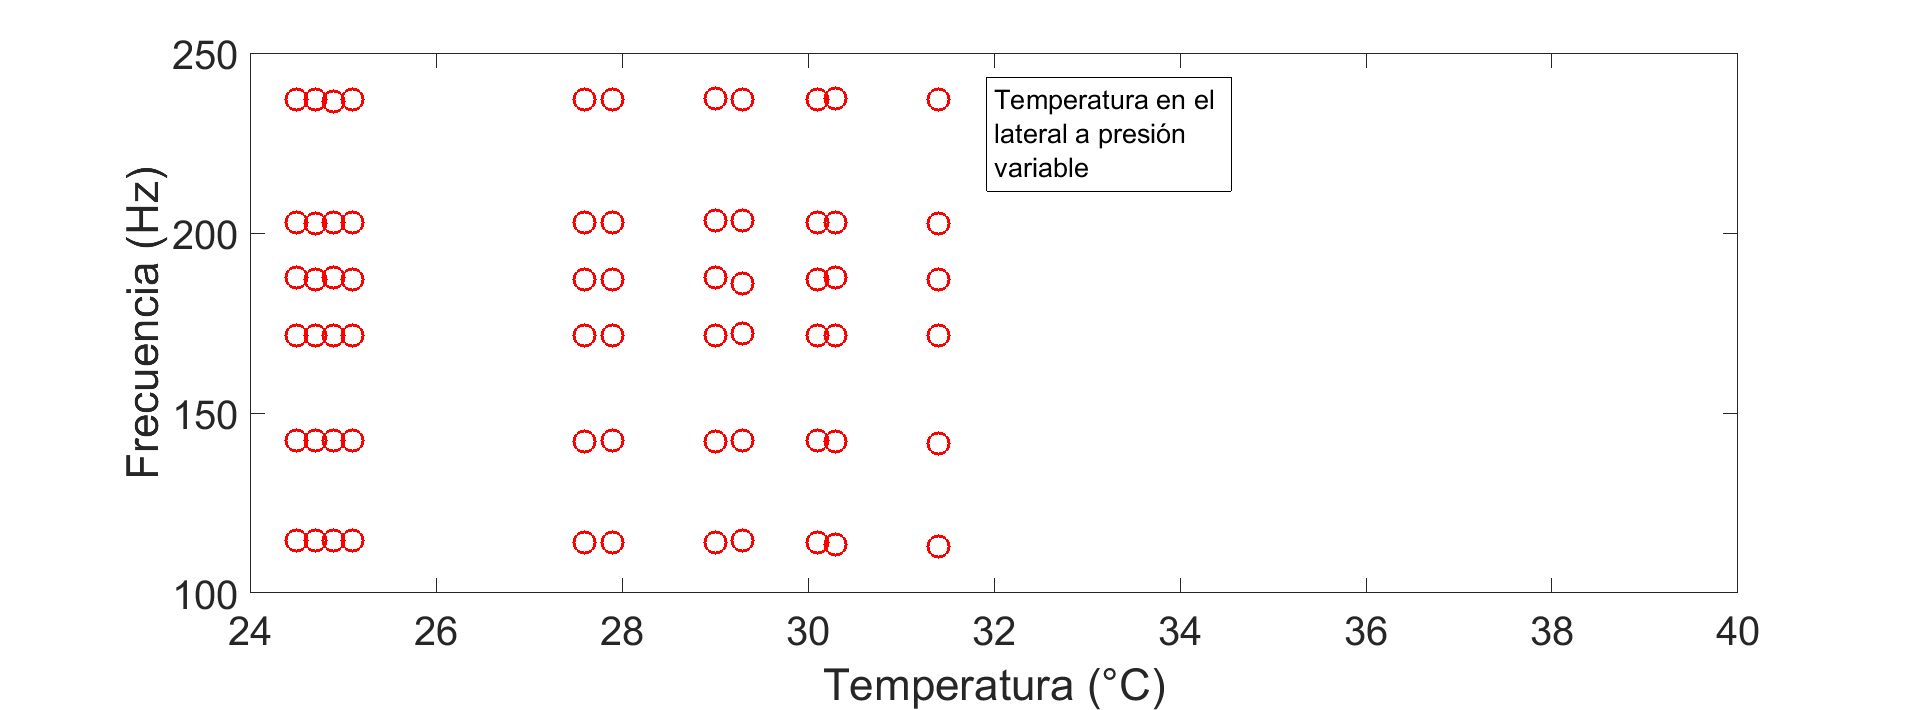 250
200
150
100
Frecuencia (Hz)
Temperatura en el
lateral a presión
variable
24 26 28 30 32 34 36 38 40
Temperatura (°C)